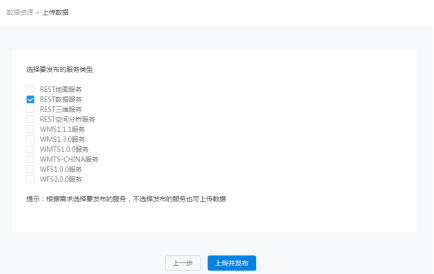 数据资源 > 上传数据
选择要发布的服务类型
REST地图服务
REST数据服务
REST三维服务
REST空间分析服务
WMS1.1.1服务
WMS1.3.0服务
WMTS1.0.0服务
WMTS-CHINA服务
WFS1.0.0服务
WFS2.0.0服务
提示：根据需求选择要发布的服务，不选择发布的服务也可上传数据
上一步 上传并发布